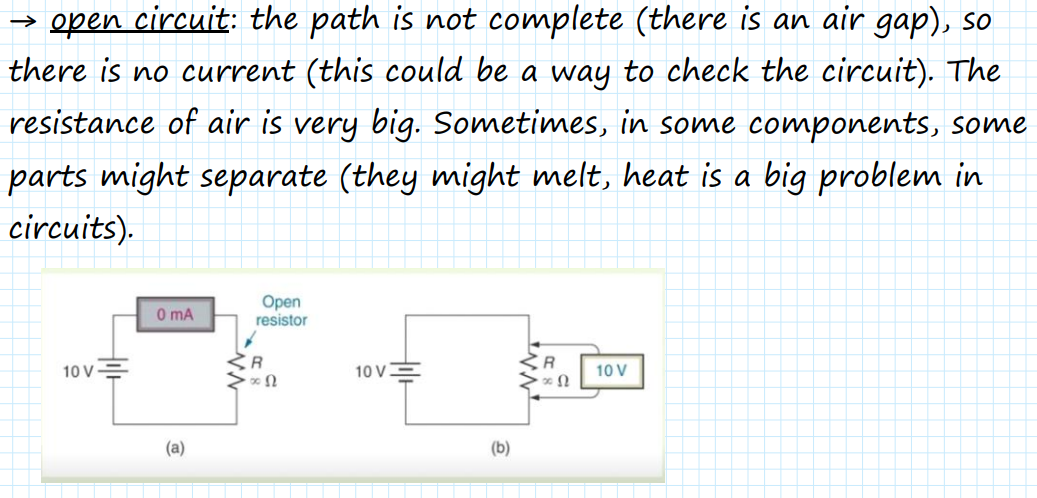 → open circuit: the path is not complete (there is an air gap), so
there is no current (this could be a way to check the circuit). The
resistance of air is very big. Sometimes, in some components, some
parts might separate (they might melt, heat is a big problem in
circuits).
0 mA
Open
resistor
10 V
R
∞ Ω
(a)
10 V
R
∞ Ω
10 V
(b)